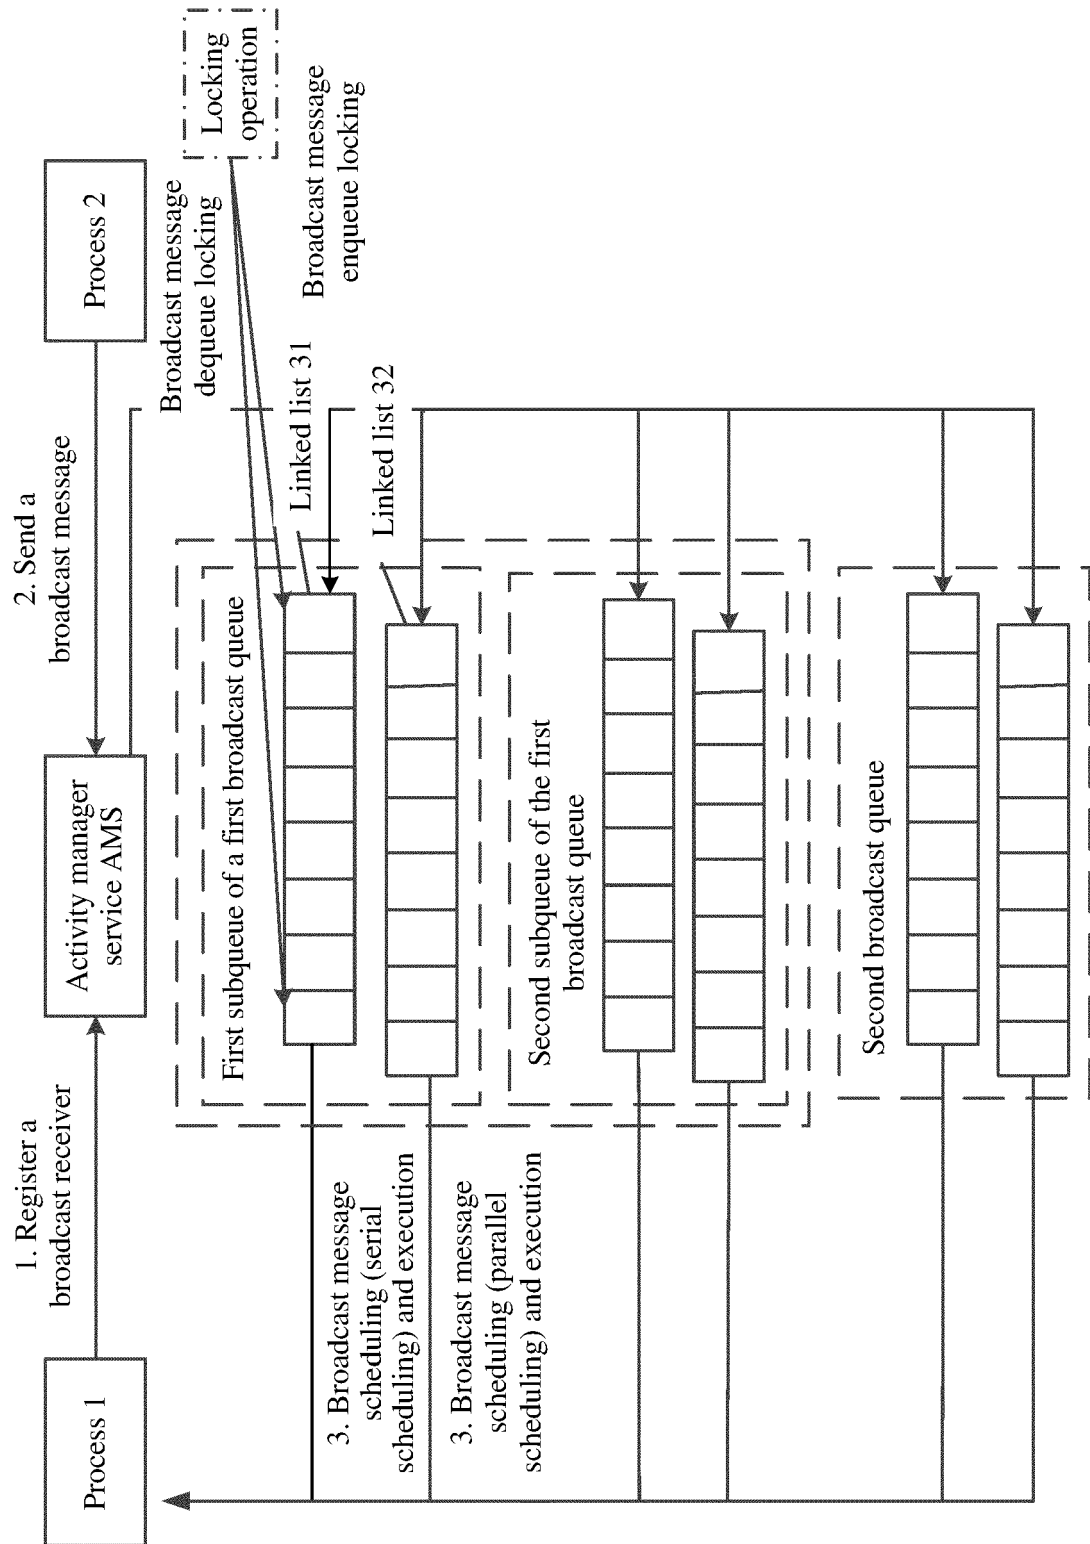 Process 1
1. Register a
broadcast receiver
Activity manager
service AMS
2. Send a
broadcast message
Process 2
Broadcast message
dequeue locking
Locking
operation
Broadcast message
enqueue locking
First subqueue of a first broadcast queue
Linked list 31
Linked list 32
3. Broadcast message
scheduling (serial
scheduling) and execution
3. Broadcast message
scheduling (parallel
scheduling) and execution
Second subqueue of the first
broadcast queue
Second broadcast queue